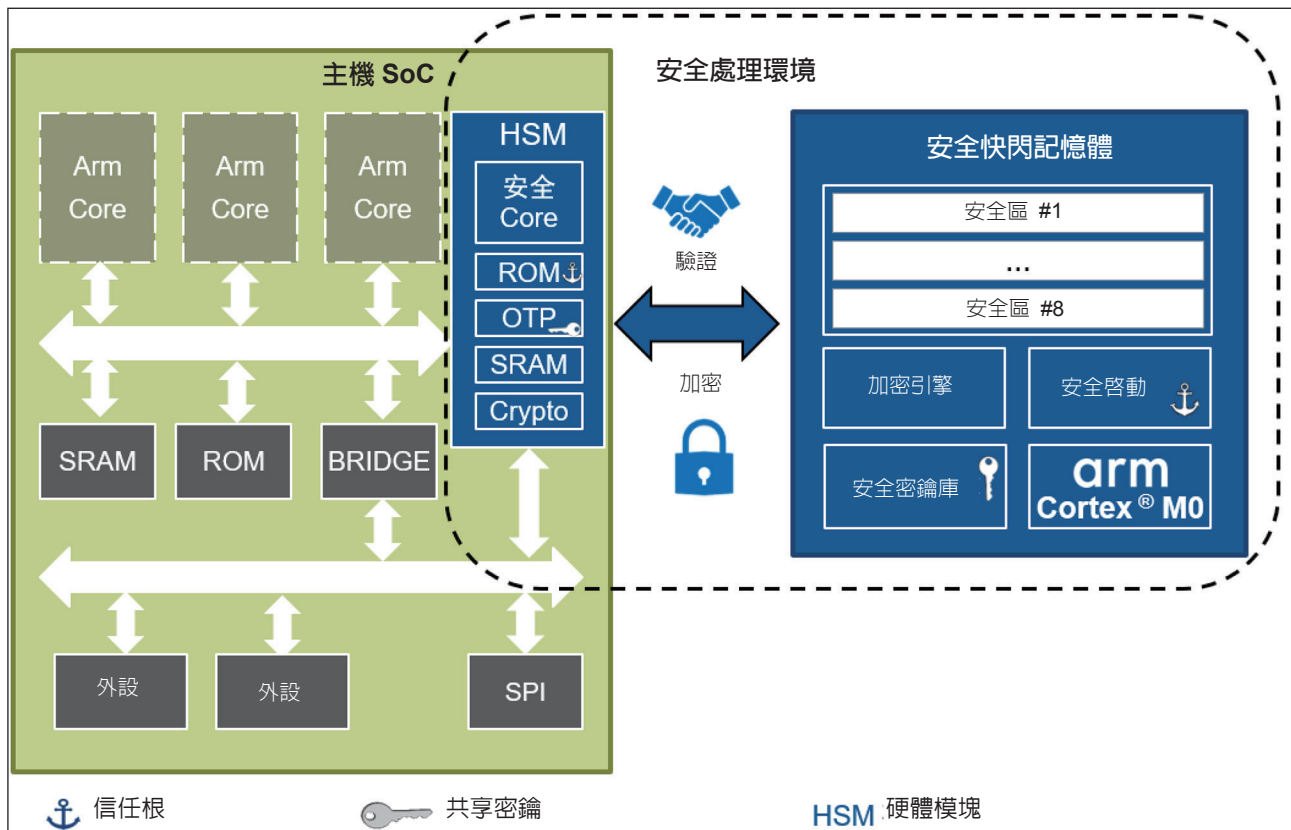 主機 SoC
安全處理環境
Arm
Core
Arm
Core
Arm
Core
HSM
安全
Core
ROM
OTP
SRAM
Crypto
SRAM
ROM
BRIDGE
外設
外設
SPI
驗證
加密
安全快閃記憶體
安全區 #1
...
安全區 #8
加密引擎
安全啓動
安全密鑰庫
arm
Cortex® M0
信任根
共享密鑰
HSM :硬體模塊